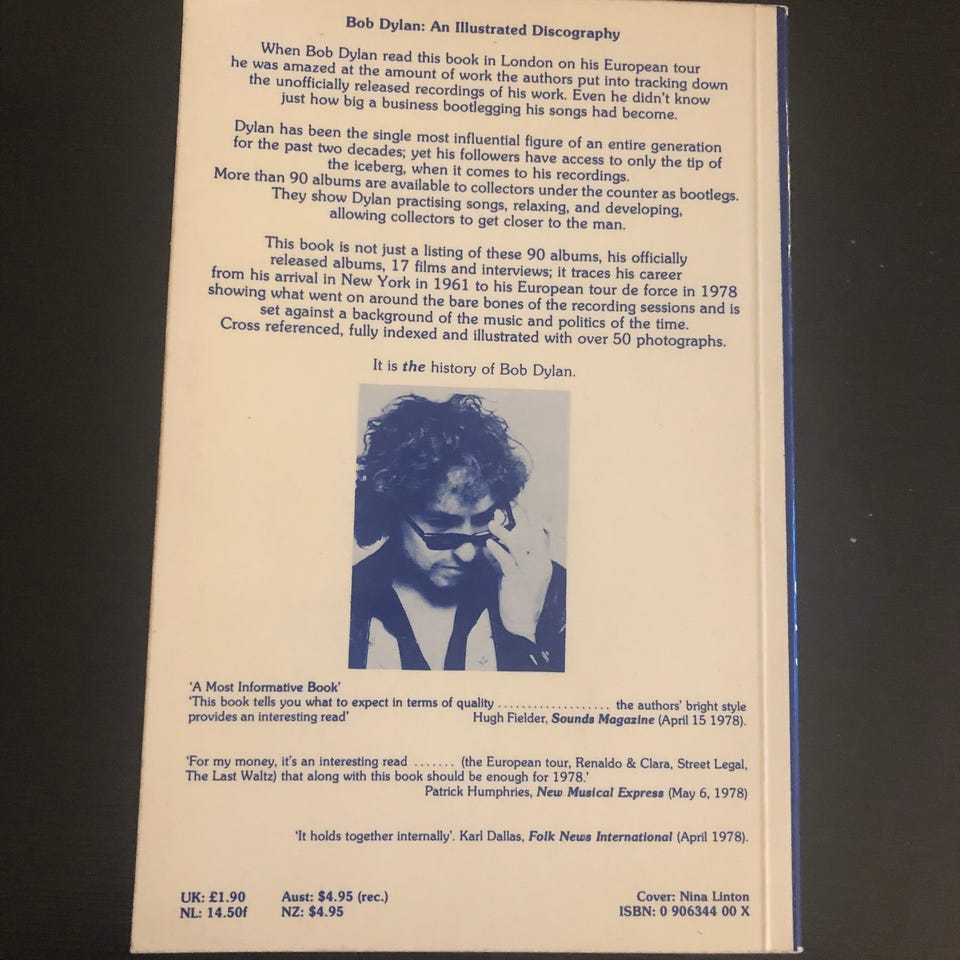 Bob Dylan: An Illustrated Discography
When Bob Dylan read this book in London on his European tour
he was amazed at the amount of work the authors put into tracking down
the unofficially released recordings of his work. Even he didn't know
just how big a business bootlegging his songs had become.
Dylan has been the single most influential figure of an entire generation
for the past two decades; yet his followers have access to only the tip of
the iceberg, when it comes to his recordings.
More than 90 albums are available to collectors under the counter as bootlegs.
They show Dylan practising songs, relaxing, and developing,
allowing collectors to get closer to the man.
This book is not just a listing of these 90 albums, his officially
released albums, 17 films and interviews; it traces his career
from his arrival in New York in 1961 to his European tour de force in 1978
showing what went on around the bare bones of the recording sessions and is
set against a background of the music and politics of the time.
Cross referenced, fully indexed and illustrated with over 50 photographs.
It is the history of Bob Dylan.
‘A Most Informative Book’
‘This book tells you what to expect in terms of quality ................... the authors' bright style
provides an interesting read’ Hugh Fielder, Sounds Magazine (April 15 1978).
‘For my money, it's an interesting read ....... (the European tour, Renaldo & Clara, Street Legal,
The Last Waltz) that along with this book should be enough for 1978.’
Patrick Humphries, New Musical Express (May 6, 1978)
‘It holds together internally’. Karl Dallas, Folk News International (April 1978).
UK: £1.90 Aust: $4.95 (rec.) Cover: Nina Linton
NL: 14.50f NZ: $4.95 ISBN: 0 906344 00 X